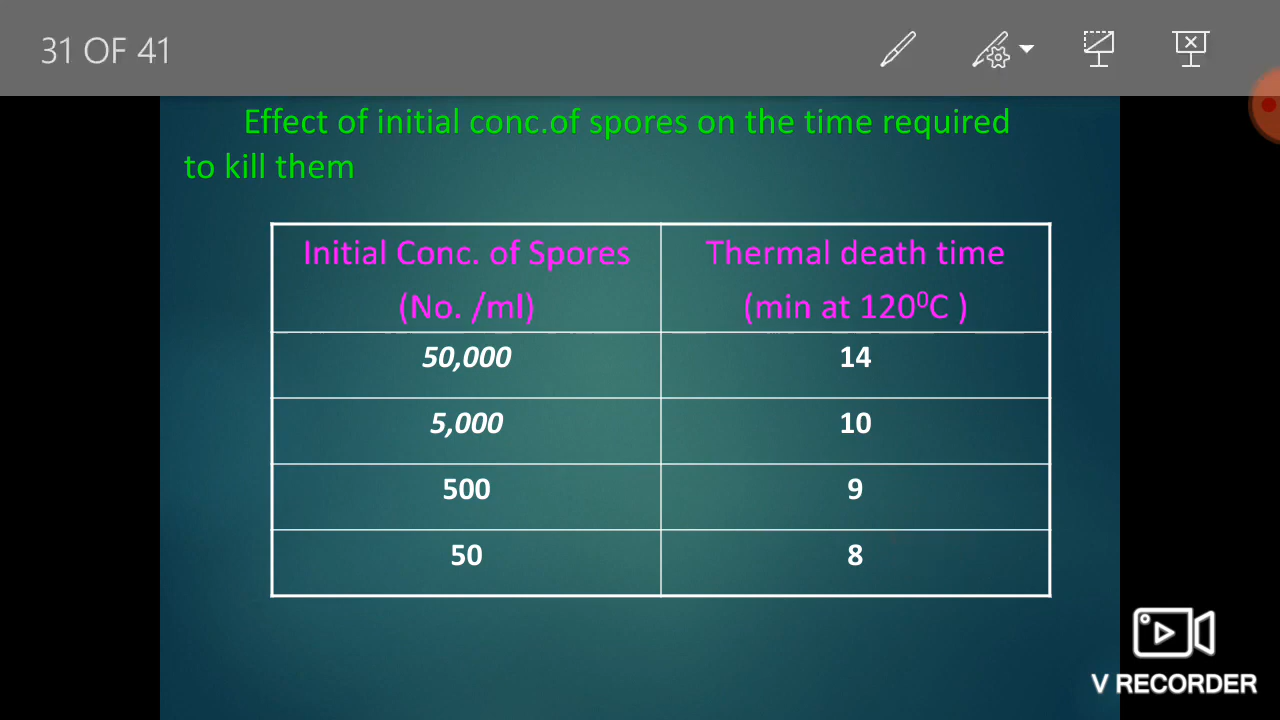 31 OF 41
Effect of initial conc.of spores on the time required
to kill them
Initial Conc. of Spores
(No. /ml)
Thermal death time
(min at 120⁰C )
50,000
14
5,000
10
500
9
50
8
V RECORDER